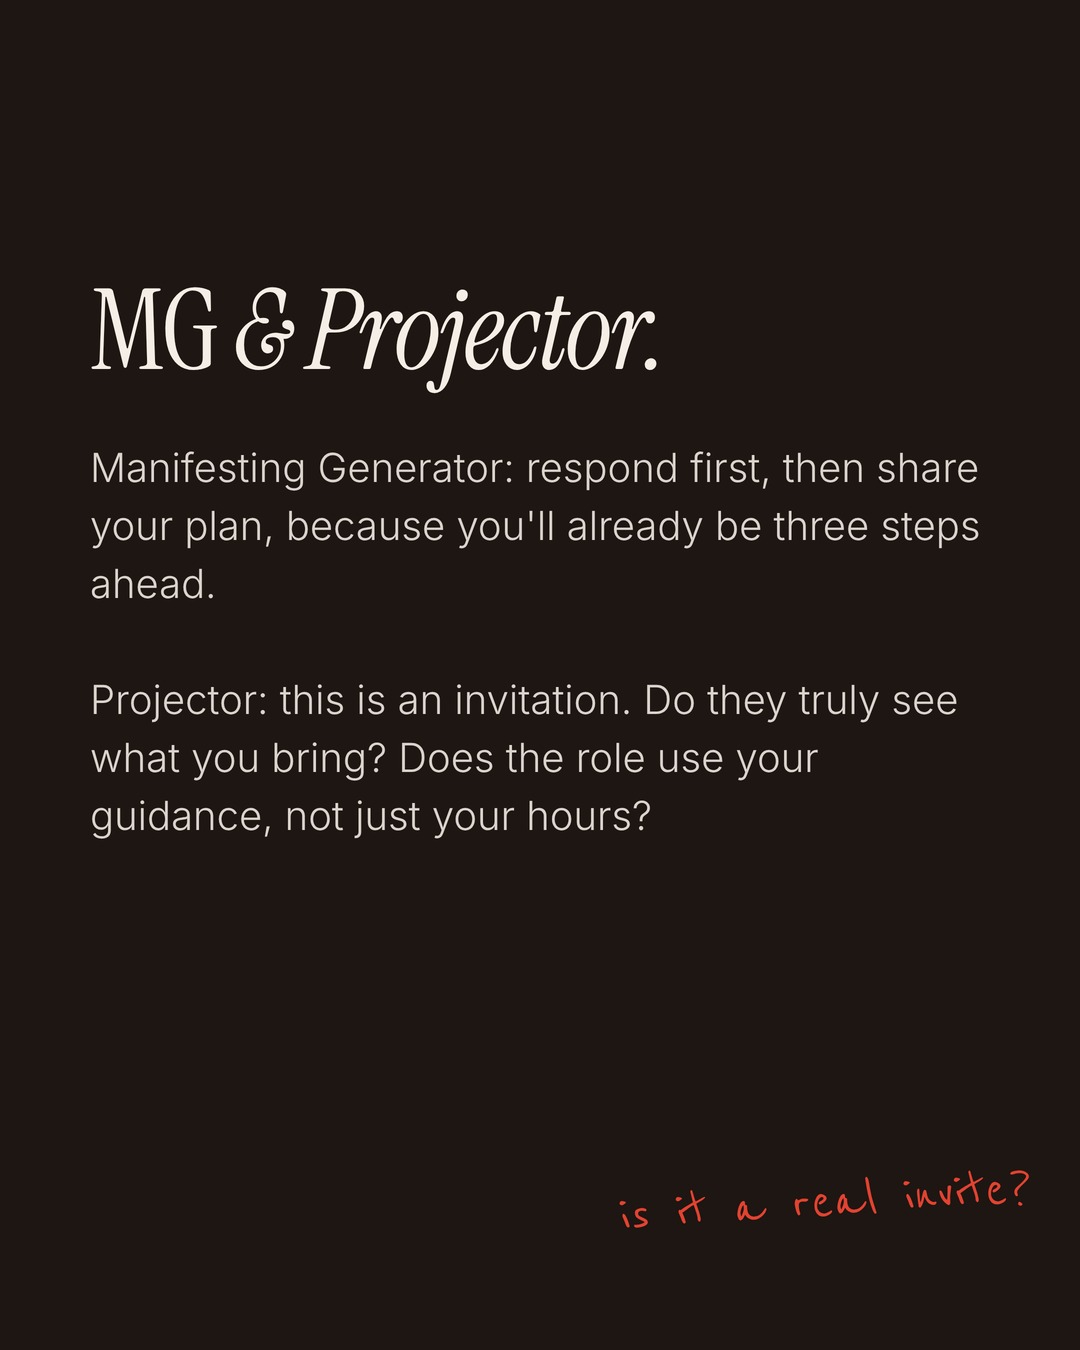 MG & Projector.
Manifesting Generator: respond first, then share
your plan, because you'll already be three steps
ahead.
Projector: this is an invitation. Do they truly see
what you bring? Does the role use your
guidance, not just your hours?
is it a real invite?